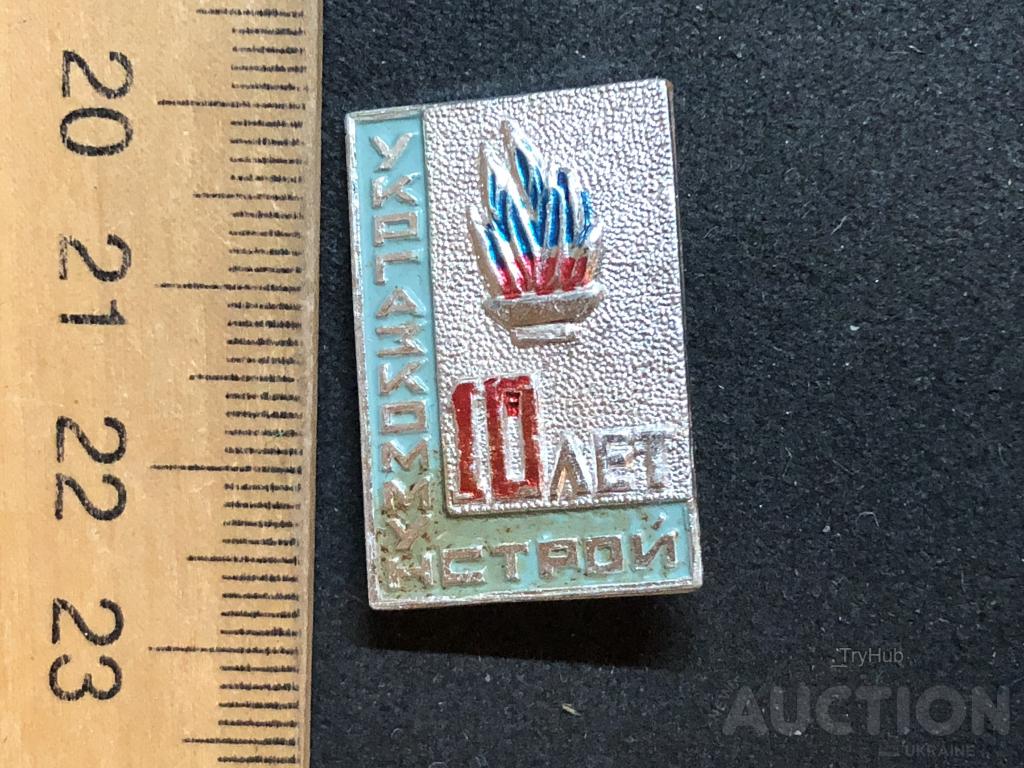 20
21
22
23
УКРГАЗКОММУНСТРОЙ
10 ЛЕТ
TryHub
AUCTION
UKRAINE